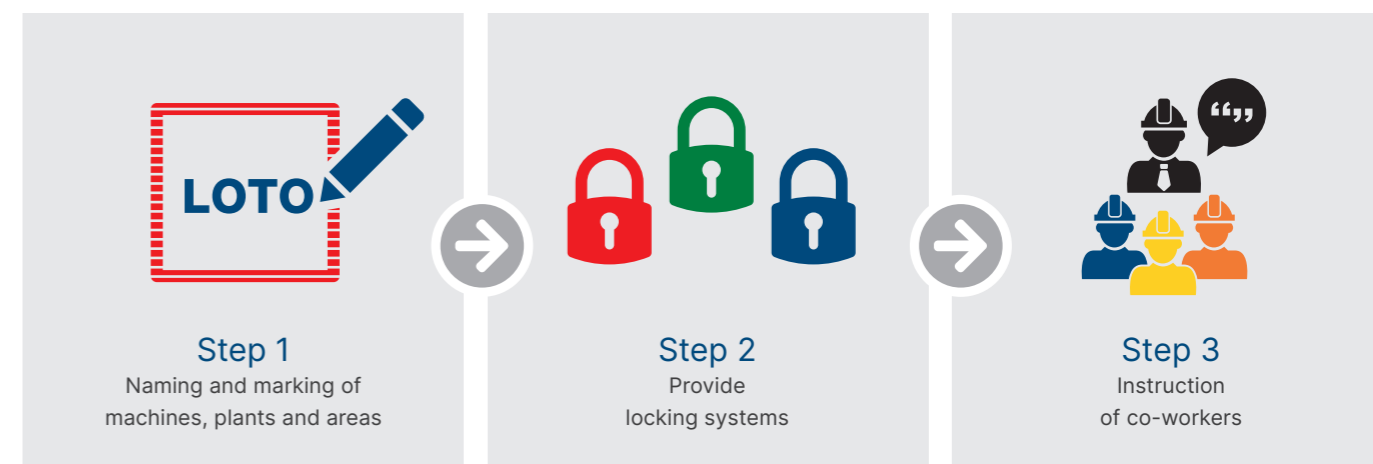 LOTO
Step 1
Naming and marking of
machines, plants and areas
Step 2
Provide
locking systems
Step 3
Instruction
of co-workers